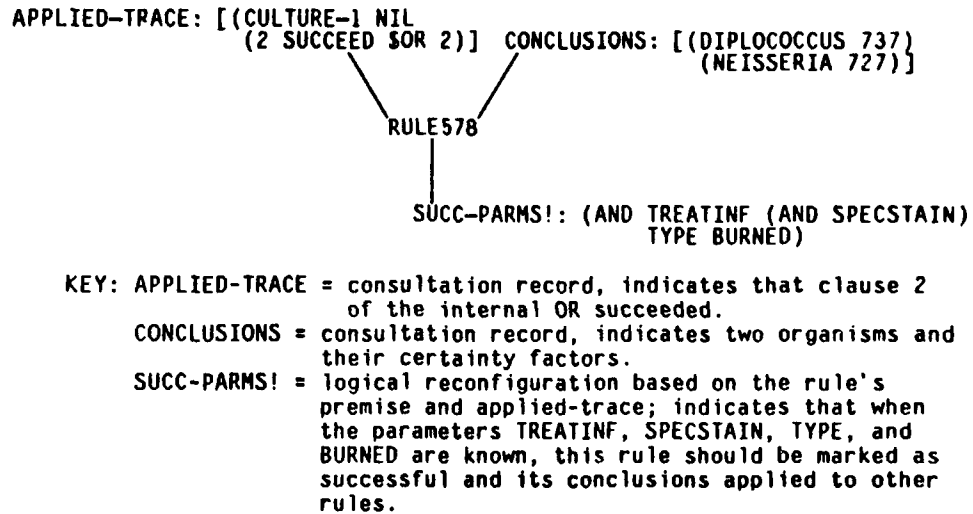 APPLIED-TRACE: [(CULTURE-1 NIL
(2 SUCCEED $OR 2)] CONCLUSIONS: [(DIPLOCOCCUS 737)
(NEISSERIA 727)]
RULE578
SUCC-PARMS!: (AND TREATINF (AND SPECSTAIN)
TYPE BURNED)
KEY: APPLIED-TRACE = consultation record, indicates that clause 2
of the internal OR succeeded.
CONCLUSIONS = consultation record, indicates two organisms and
their certainty factors.
SUCC-PARMS! = logical reconfiguration based on the rule's
premise and applied-trace; indicates that when
the parameters TREATINF, SPECSTAIN, TYPE, and
BURNED are known, this rule should be marked as
successful and its conclusions applied to other
rules.